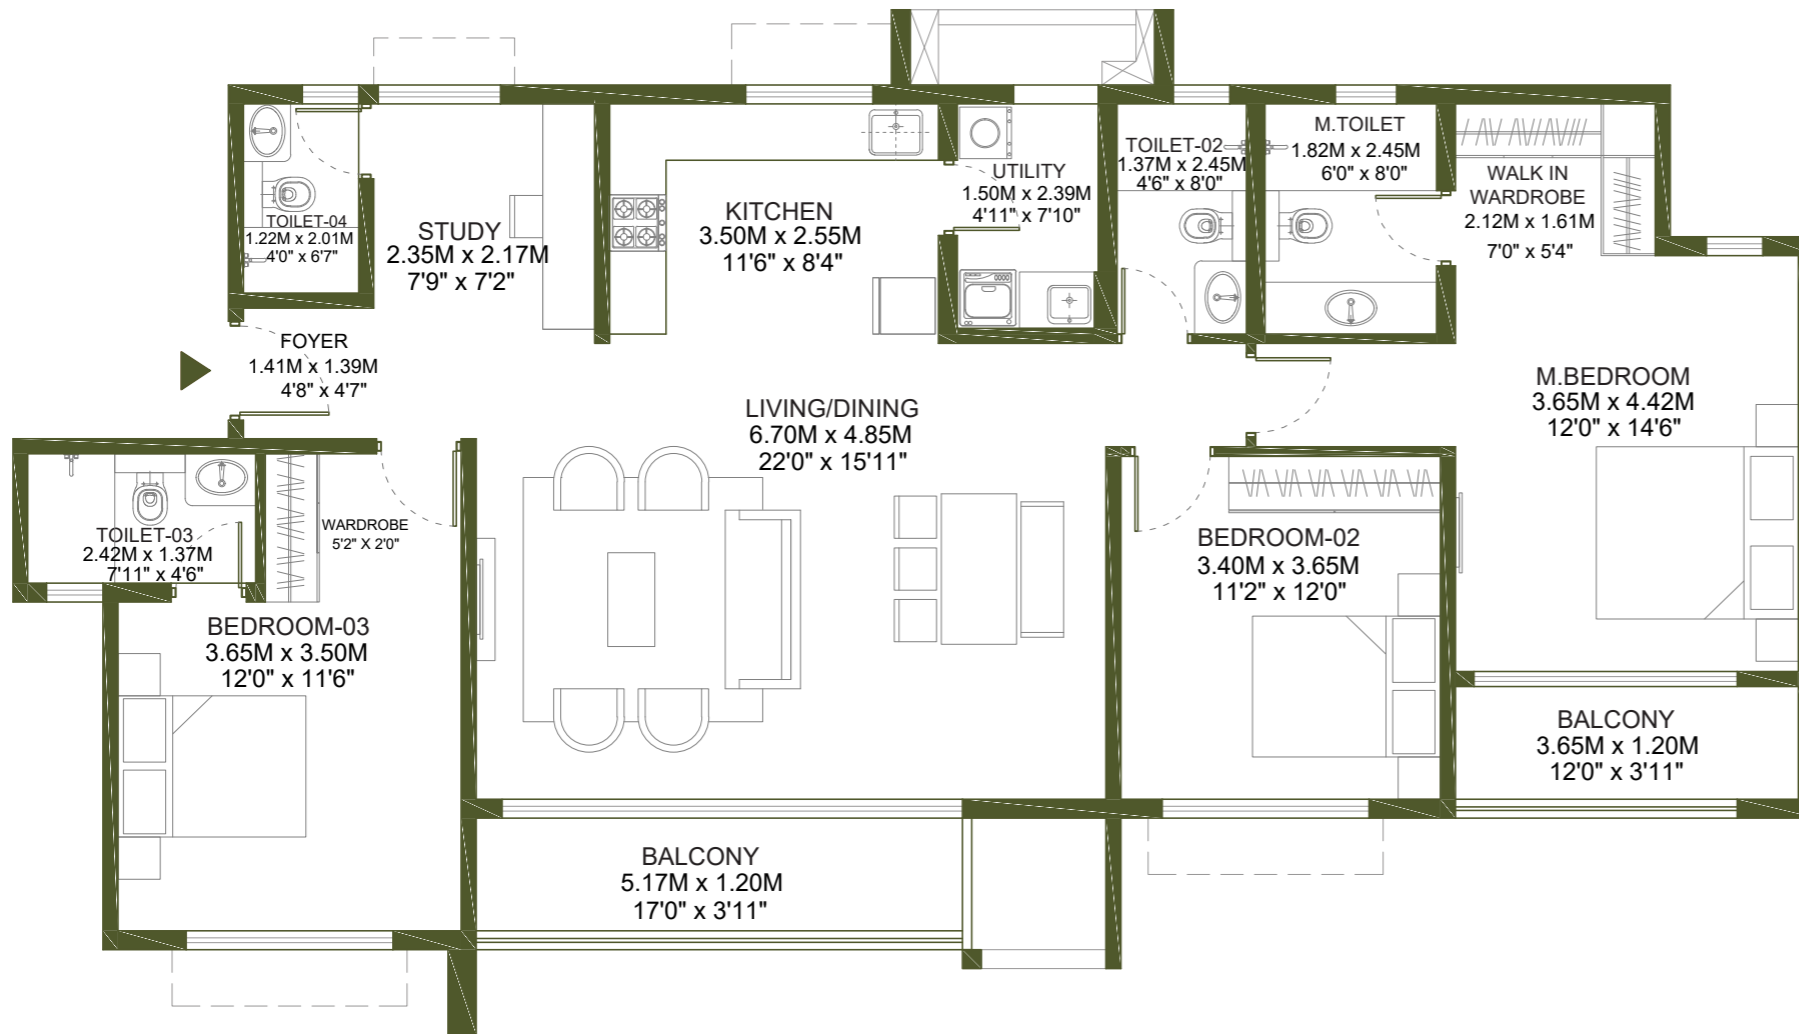 TOILET-04
1.22M x 2.01M
4'0" x 6'7"
STUDY
2.35M x 2.17M
7'9" x 7'2"
KITCHEN
3.50M x 2.55M
11'6" x 8'4"
UTILITY
1.50M x 2.39M
4'11" x 7'10"
TOILET-02
1.37M x 2.45M
4'6" x 8'0"
M.TOILET
1.82M x 2.45M
6'0" x 8'0"
WALK IN
WARDROBE
2.12M x 1.61M
7'0" x 5'4"
FOYER
1.41M x 1.39M
4'8" x 4'7"
LIVING/DINING
6.70M x 4.85M
22'0" x 15'11"
M.BEDROOM
3.65M x 4.42M
12'0" x 14'6"
TOILET-03
2.42M x 1.37M
7'11" x 4'6"
WARDROBE
5'2" X 2'0"
BEDROOM-02
3.40M x 3.65M
11'2" x 12'0"
BEDROOM-03
3.65M x 3.50M
12'0" x 11'6"
BALCONY
3.65M x 1.20M
12'0" x 3'11"
BALCONY
5.17M x 1.20M
17'0" x 3'11"